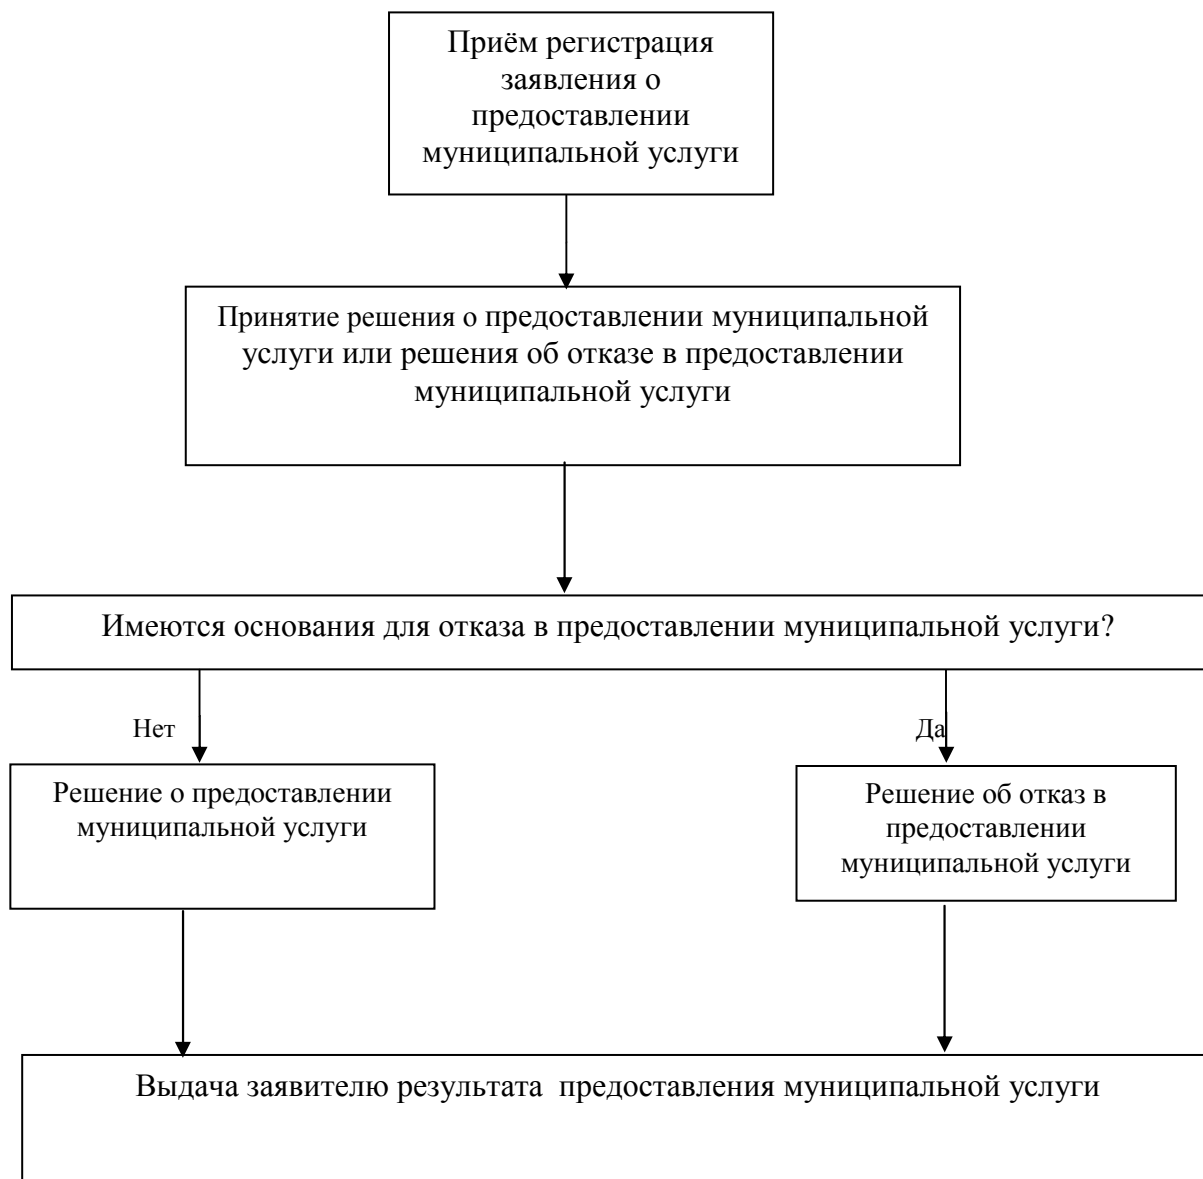 Приём регистрация
заявления о
предоставлении
муниципальной услуги
Принятие решения о предоставлении муниципальной
услуги или решения об отказе в предоставлении
муниципальной услуги
Имеются основания для отказа в предоставлении муниципальной услуги?
Нет
Да
Решение о предоставлении
муниципальной услуги
Решение об отказ в
предоставлении
муниципальной услуги
Выдача заявителю результата  предоставления муниципальной услуги